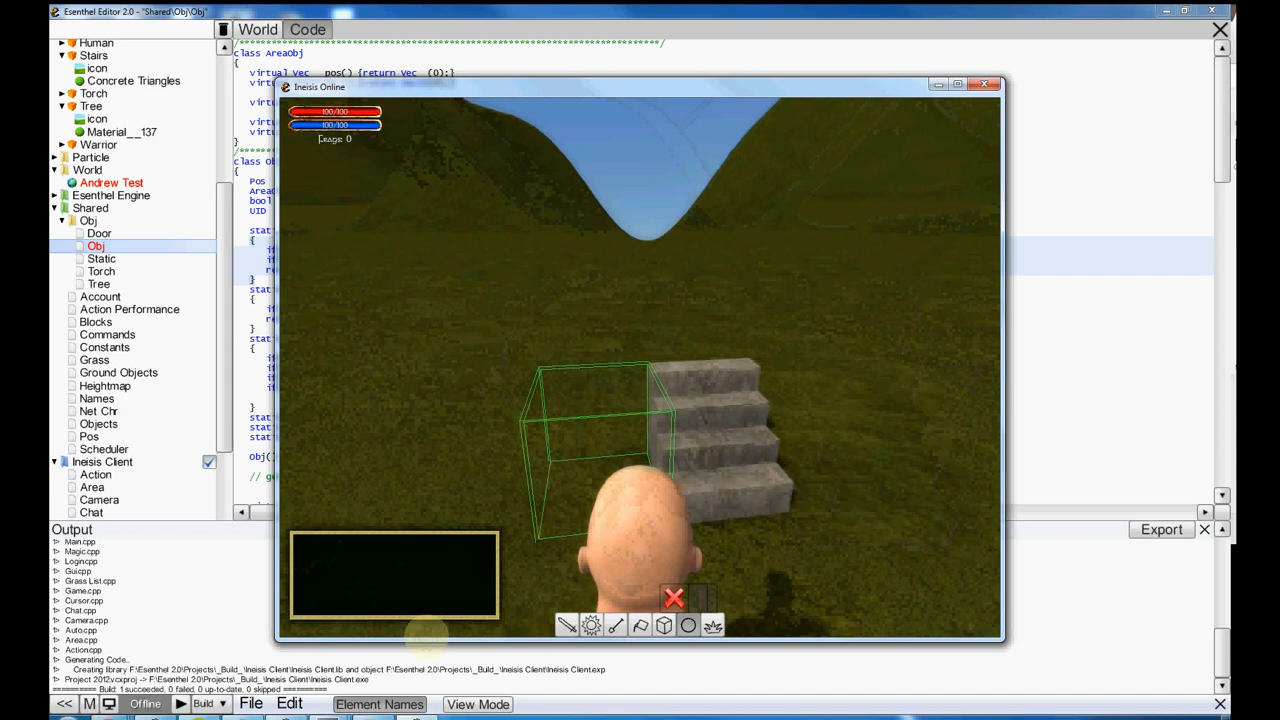 Esenthel Editor 2.0 - "Shared\Obj\Obj"
World
Code
Human
Stairs
icon
Concrete Triangles
Torch
Tree
icon
Material__137
Warrior
Particle
World
Andrew Test
Esenthel Engine
Shared
Obj
Door
Obj
Static
Torch
Tree
Account
Action Performance
Blocks
Commands
Constants
Grass
Ground Objects
Heightmap
Names
Net Chr
Objects
Pos
Scheduler
Ineisis Client
Action
Area
Camera
Chat
class AreaObj
{
virtual Vec pos() {return Vec (0);}
Ineisis Online
100/100
100/100
Frags: 0
}
{
Pos
bool
UID
{
}
{
}
{
}
Output
Export
Main.cpp
Magic.cpp
Login.cpp
Gui.cpp
Grass List.cpp
Game.cpp
Cursor.cpp
Chat.cpp
Camera.cpp
Auto.cpp
Area.cpp
Action.cpp
Generating Code...
Creating library F:\Esenthel 2.0\Projects\_Build_\Ineisis Client\Ineisis Client.lib and object F:\Esenthel 2.0\Projects\_Build_\Ineisis Client\Ineisis Client.exp
Project 2012.vcxproj -> F:\Esenthel 2.0\Projects\_Build_\Ineisis Client\Ineisis Client.exe
========== Build: 1 succeeded, 0 failed, 0 up-to-date, 0 skipped ==========
<< M Offline Build File Edit Element Names View Mode